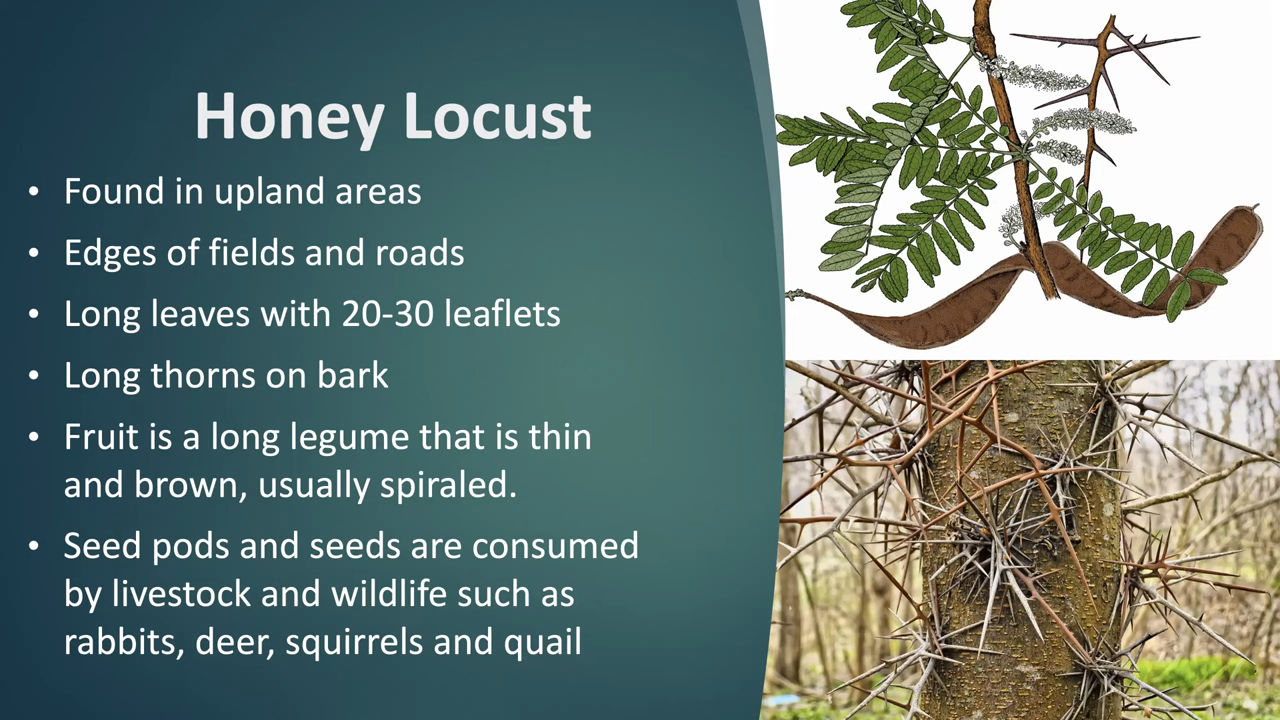 Honey Locust
• Found in upland areas
• Edges of fields and roads
• Long leaves with 20-30 leaflets
• Long thorns on bark
• Fruit is a long legume that is thin
and brown, usually spiraled.
• Seed pods and seeds are consumed
by livestock and wildlife such as
rabbits, deer, squirrels and quail